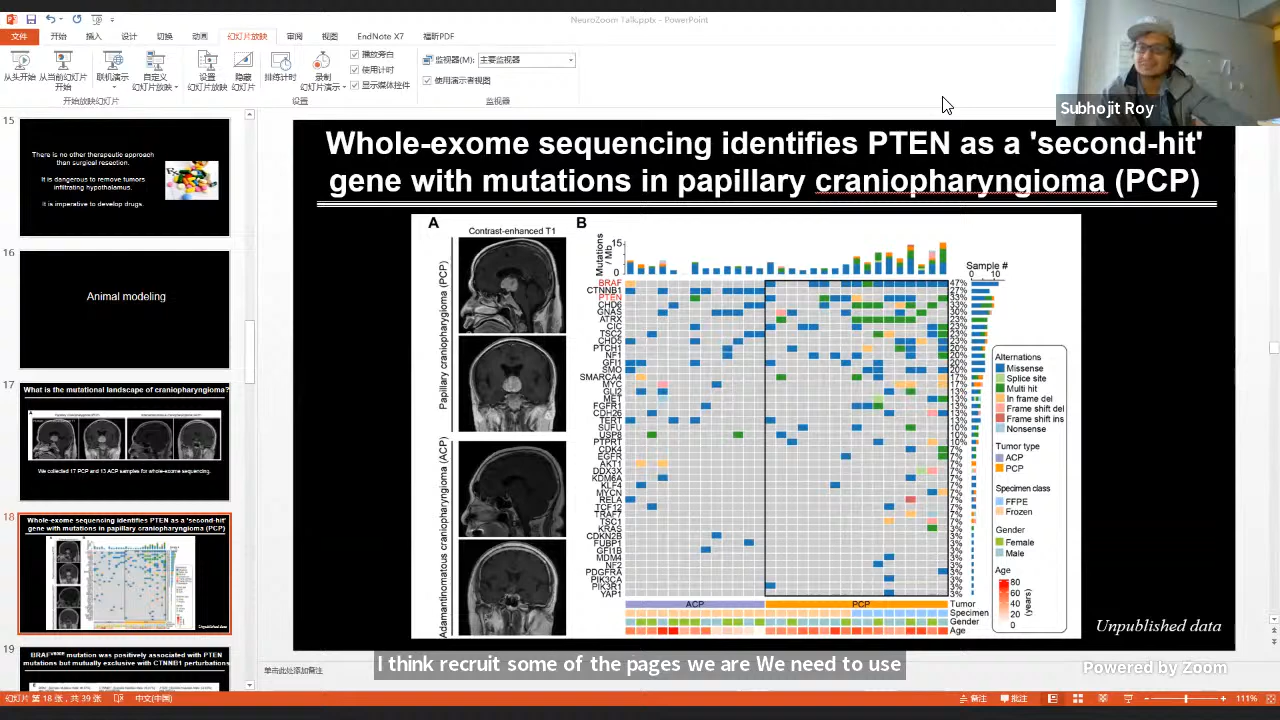 NeuroZoom Talk.pptx - PowerPoint
文件 开始 插入 设计 切换 动画 幻灯片放映 审阅 视图 EndNote X7 福昕PDF
从头开始 从当前幻灯片开始 联机演示 自定义幻灯片放映 设置幻灯片放映 隐藏幻灯片 排练计时 录制幻灯片演示
播放旁白
使用计时
显示媒体控件
监视器(M): 主要监视器
使用演示者视图
开始放映幻灯片 设置 监视器
Subhojit Roy
15
There is no other therapeutic approach
than surgical resection.
It is dangerous to remove tumors
infiltrating hypothalamus.
It is imperative to develop drugs.
16
Animal modeling
17
What is the mutational landscape of craniopharyngioma?
We collected 17 PCP and 13 ACP samples for whole-exome sequencing.
18
Whole-exome sequencing identifies PTEN as a 'second-hit'
gene with mutations in papillary craniopharyngioma (PCP)
Unpublished data
19
BRAFV600E mutation was positively associated with PTEN
mutations but mutually exclusive with CTNNB1 perturbations
Whole-exome sequencing identifies PTEN as a 'second-hit'
gene with mutations in papillary craniopharyngioma (PCP)
A
Contrast-enhanced T1
Papillary craniopharyngioma (PCP)
Adamantinomatous craniopharyngioma (ACP)
B
Mutations
/ Mb
15
0
Sample #
0 10
BRAF 47%
CTNNB1 27%
PTEN 33%
CHD6 33%
GNAS 30%
ATRX 23%
CIC 23%
TSC2 23%
CHD5 23%
PTCH1 20%
NF1 20%
GFI1 20%
SMO 20%
SMARCA4 17%
MYC 17%
GLI2 13%
MET 13%
FGFR1 13%
CDH26 13%
TERT
SUFU 10%
USP8 10%
PTPRT 10%
CDK4 7%
EGFR 7%
AKT1 7%
DDX3X 7%
KDM6A 7%
KLF4 7%
MYCN 7%
RELA 7%
TCF12 7%
TRAF7 7%
TSC1 7%
KRAS 3%
CDKN2B 3%
FUBP1 3%
GFI1B 3%
MDM4 3%
NF2 3%
PDGFRA 3%
PIK3CA 3%
PIK3R1 3%
YAP1 3%
ACP PCP Tumor
Specimen
Gender
Age
Alternations
Missense
Splice site
Multi hit
In frame del
Frame shift del
Frame shift ins
Nonsense
Tumor type
ACP
PCP
Specimen class
FFPE
Frozen
Gender
Female
Male
Age
80
60
40
20
0
(years)
Unpublished data
I think recruit some of the pages we are We need to use
Powered by Zoom
单击此处添加备注
幻灯片 第 18 张，共 39 张 中文(中国) 备注 批注 111%